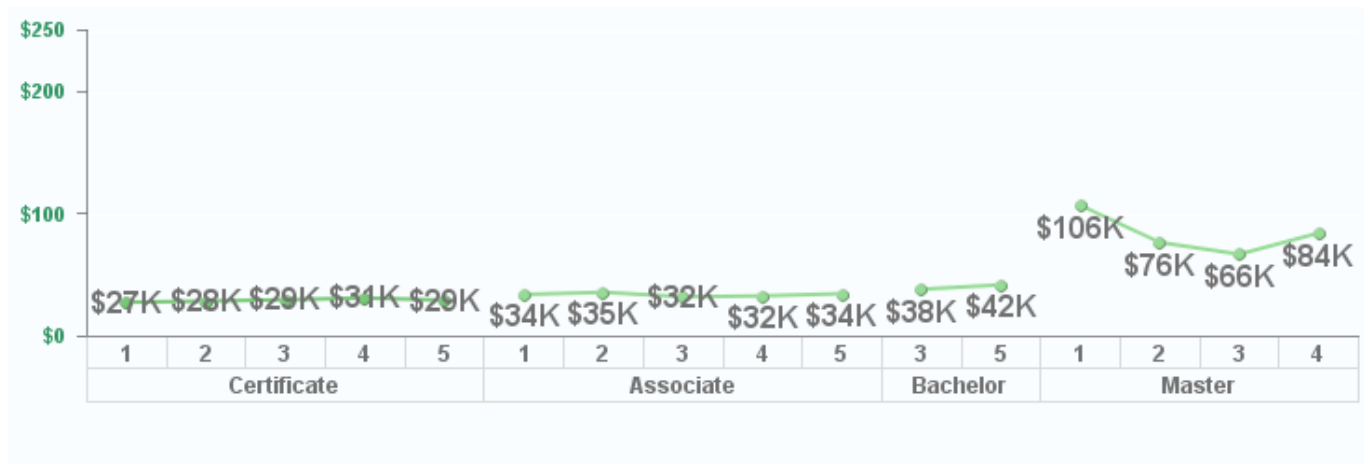 $250
$200
$100
$0
$27K $28K $29K $31K $29K $34K $35K $32K $32K $34K $38K $42K $106K $76K $66K $84K
1 2 3 4 5 1 2 3 4 5 3 5 1 2 3 4
Certificate Associate Bachelor Master